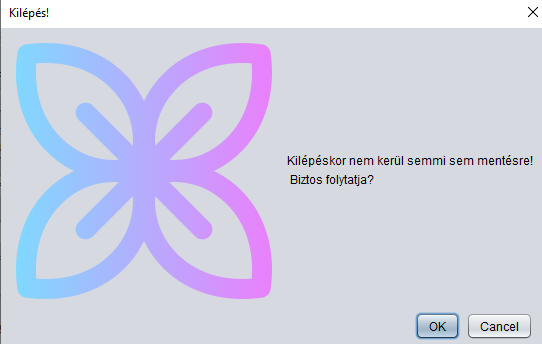 Kilépés!
Kilépéskor nem kerül semmi sem mentésre!
Biztos folytatja?
OK
Cancel